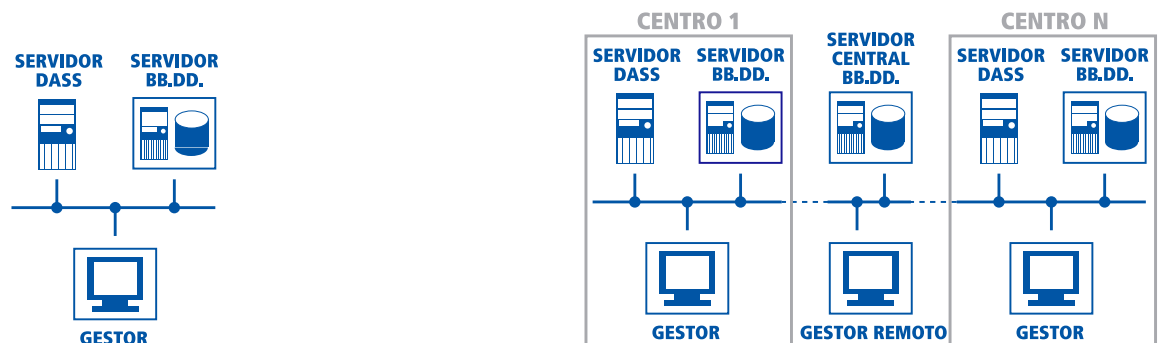 SERVIDOR
DASS
SERVIDOR
BB.DD.
GESTOR
CENTRO 1
SERVIDOR
DASS
SERVIDOR
BB.DD.
GESTOR
SERVIDOR
CENTRAL
BB.DD.
GESTOR REMOTO
CENTRO N
SERVIDOR
DASS
SERVIDOR
BB.DD.
GESTOR